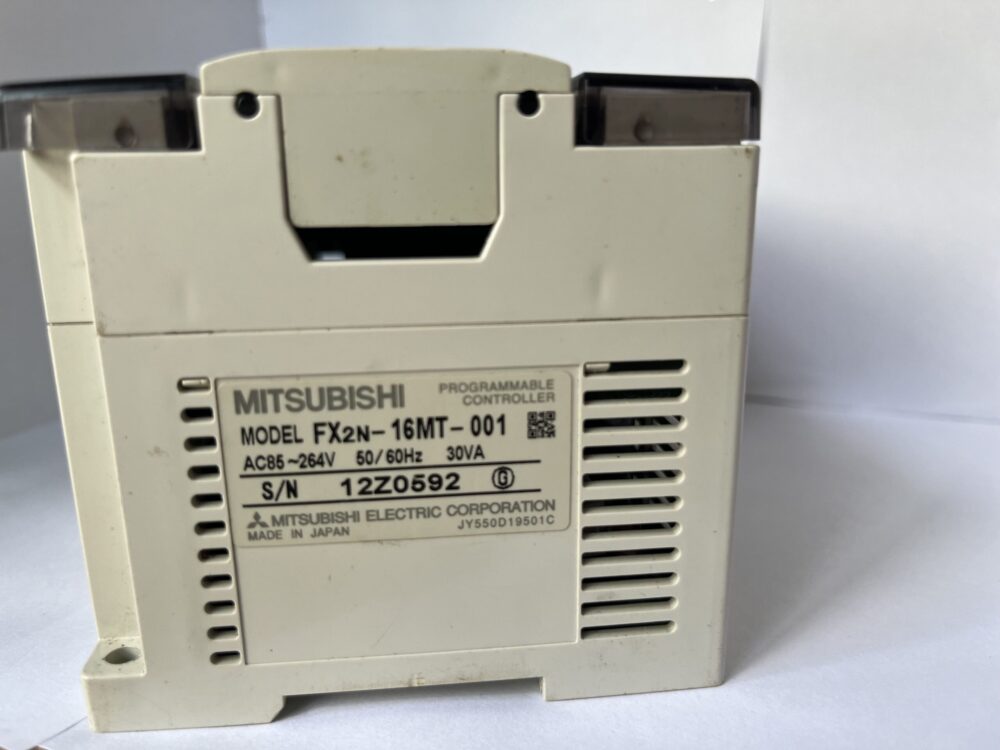 MITSUBISHI PROGRAMMABLE
CONTROLLER
MODEL FX2N-16MT-001
AC85~264V 50/60Hz 30VA
S/N 12Z0592 G
MITSUBISHI ELECTRIC CORPORATION
JY550D19501C
MADE IN JAPAN